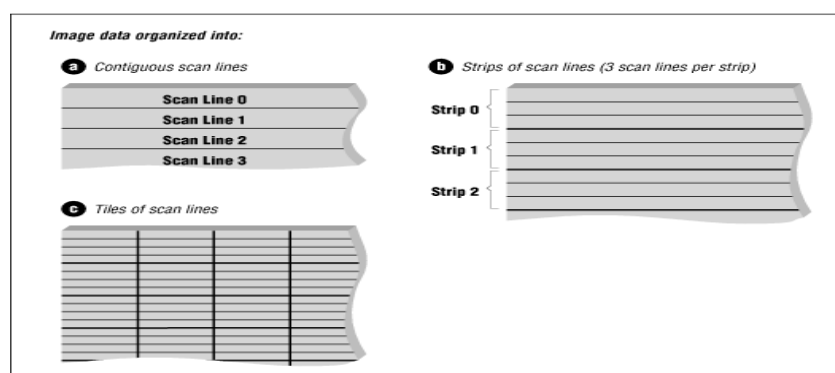 Image data organized into:
a Contiguous scan lines
Scan Line 0
Scan Line 1
Scan Line 2
Scan Line 3
b Strips of scan lines (3 scan lines per strip)
Strip 0
Strip 1
Strip 2
c Tiles of scan lines